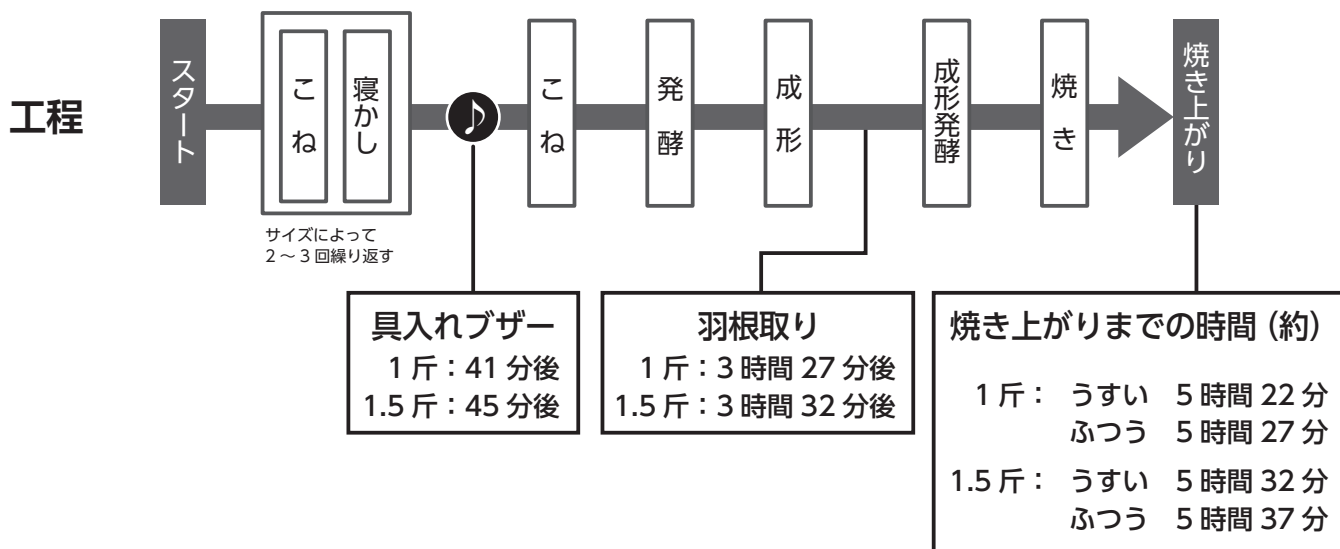 工程
スタート
こね
寝かし
サイズによって
2～3回繰り返す
こね
発酵
成形
成形発酵
焼き
焼き上がり
具入れブザー
1斤：41分後
1.5斤：45分後
羽根取り
1斤：3時間27分後
1.5斤：3時間32分後
焼き上がりまでの時間（約）
1斤： うすい 5時間22分
ふつう 5時間27分
1.5斤： うすい 5時間32分
ふつう 5時間37分